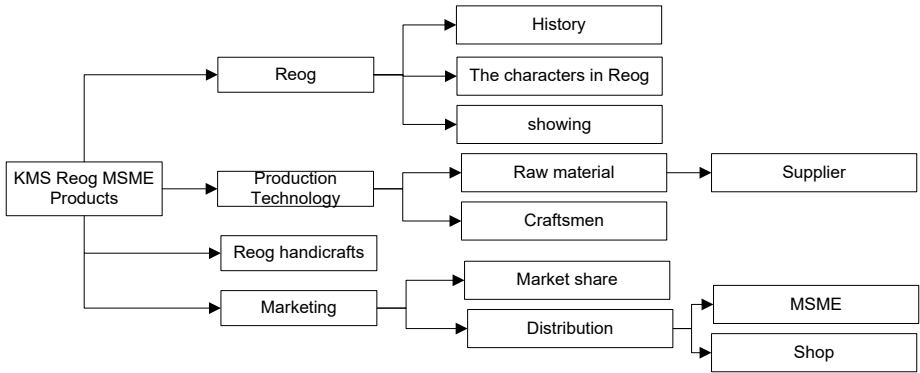 History
Reog
The characters in Reog
showing
KMS Reog MSME
Products
Production
Technology
Raw material
Supplier
Craftsmen
Reog handicrafts
Market share
Marketing
MSME
Distribution
Shop